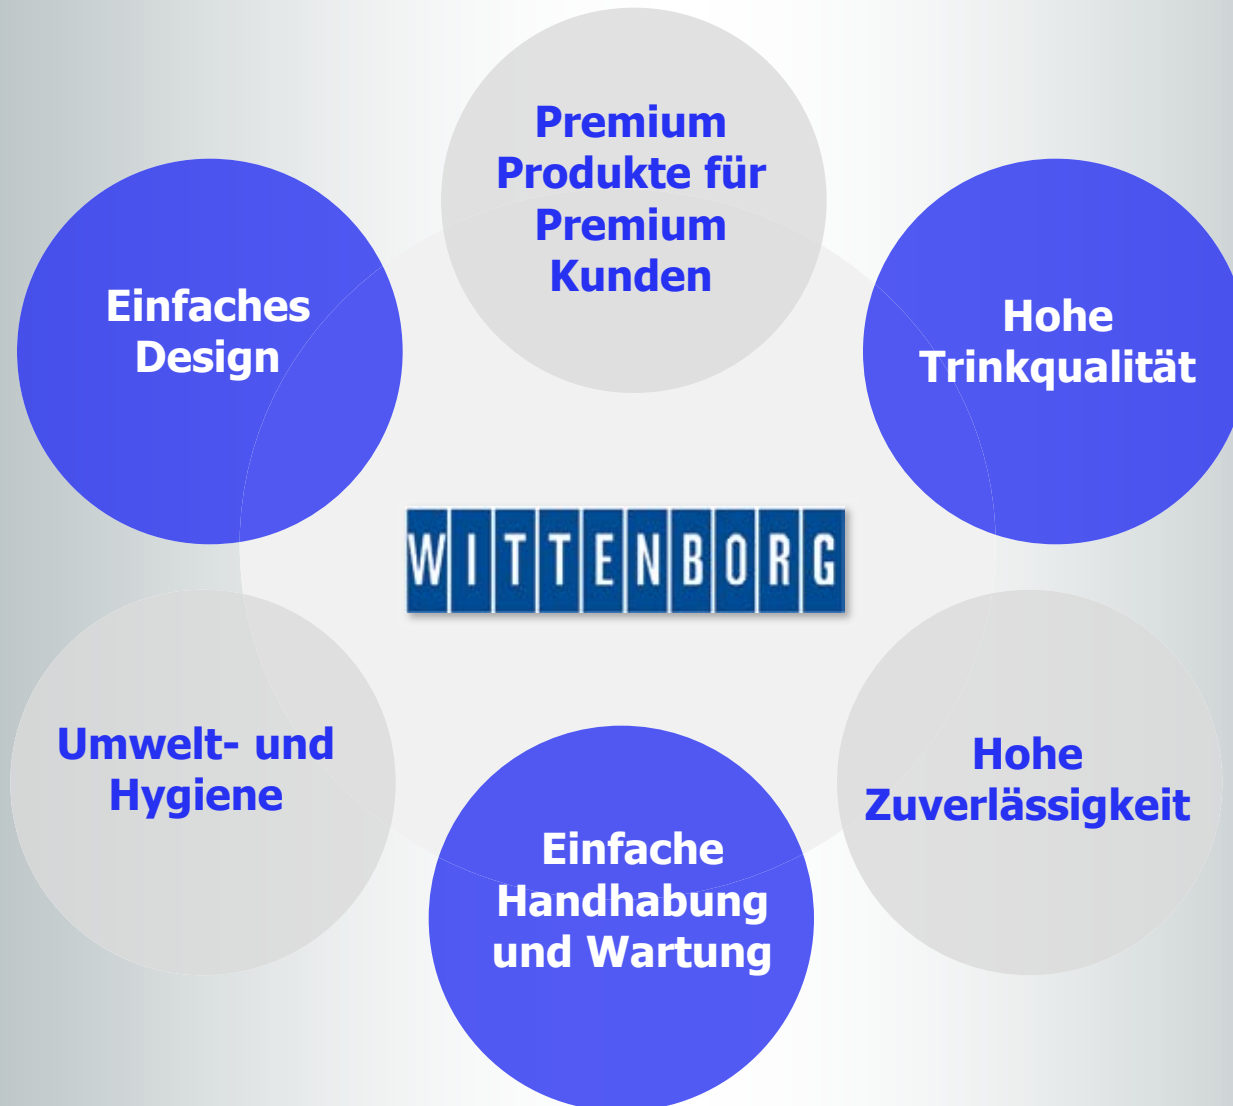 Premium
Produkte für
Premium
Kunden
Einfaches
Design
Hohe
Trinkqualität
WITTENBORG
Umwelt- und
Hygiene
Hohe
Zuverlässigkeit
Einfache
Handhabung
und Wartung